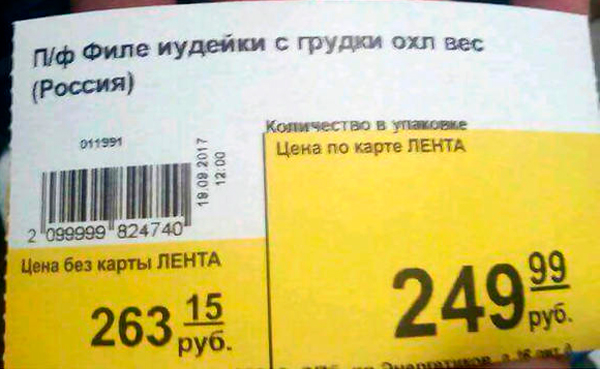 П/ф Филе иудейки с грудки охл вес
(Россия)
011991
19.09.2017
12:00
2 099999 824740
Количество в упаковке
Цена по карте ЛЕНТА
249 99
руб.
Цена без карты ЛЕНТА
263 15
руб.